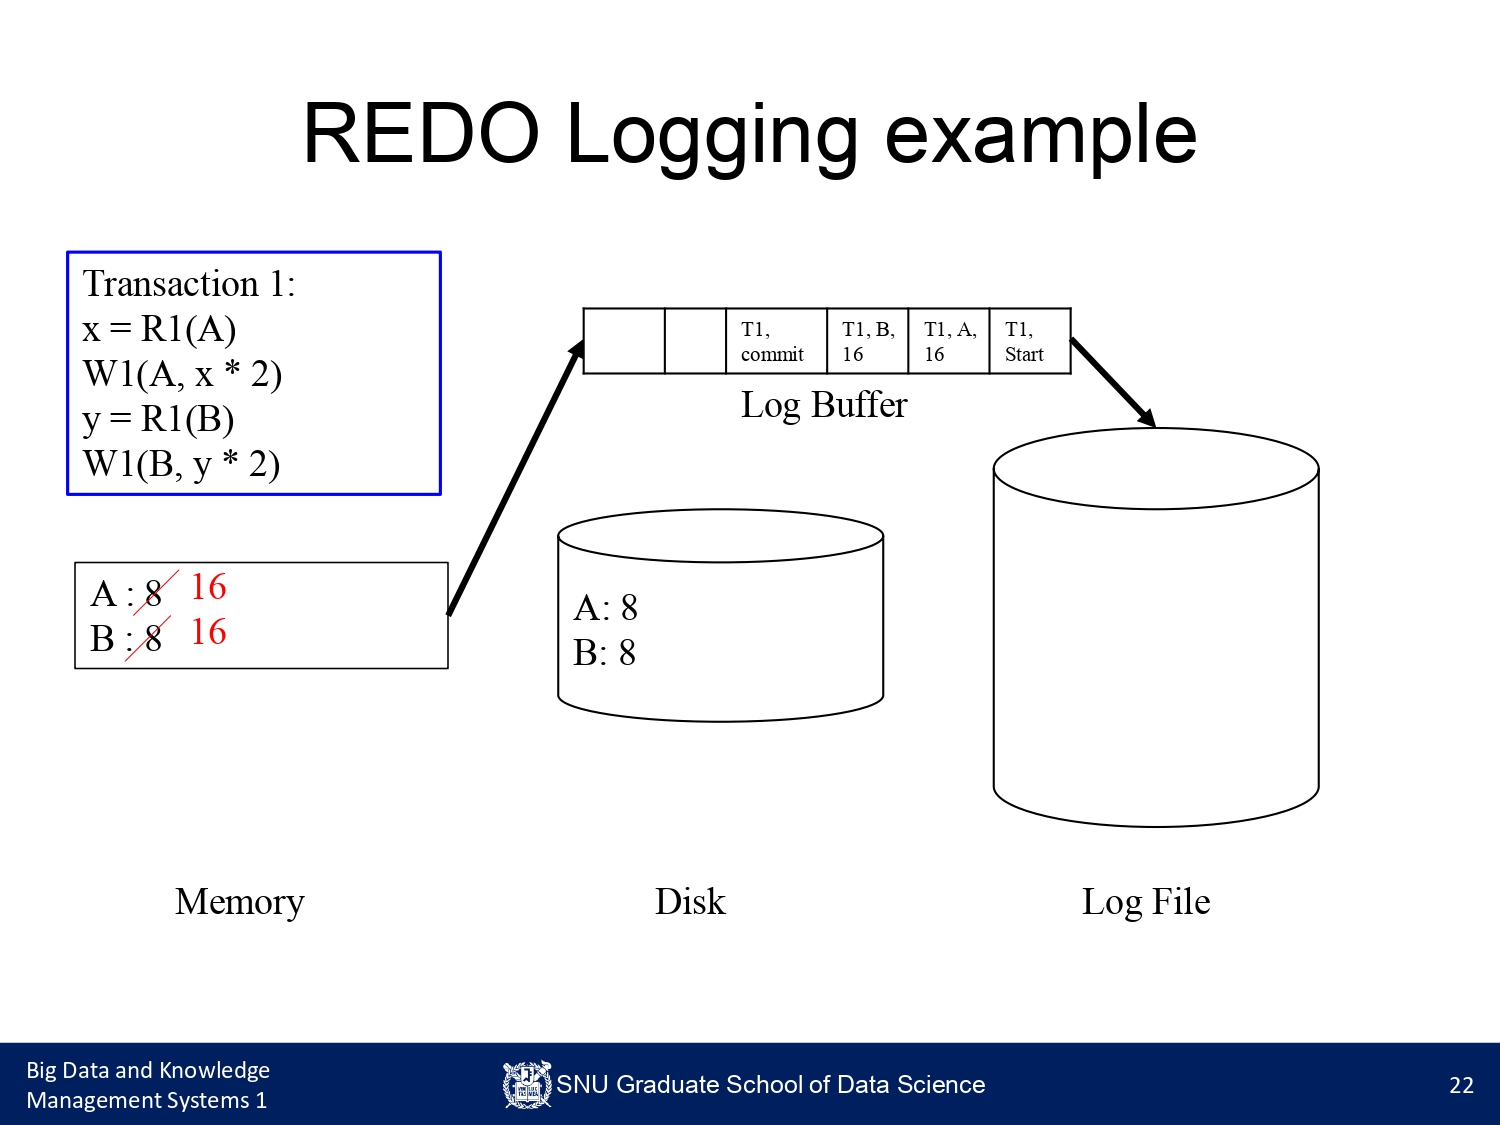 REDO Logging example
Transaction 1:
x = R1(A)
W1(A, x * 2)
y = R1(B)
W1(B, y * 2)
T1,
commit
T1, B,
16
T1, A,
16
T1,
Start
Log Buffer
A : 8 16
B : 8 16
A: 8
B: 8
Memory
Disk
Log File
Big Data and Knowledge
Management Systems 1
SNU Graduate School of Data Science
22